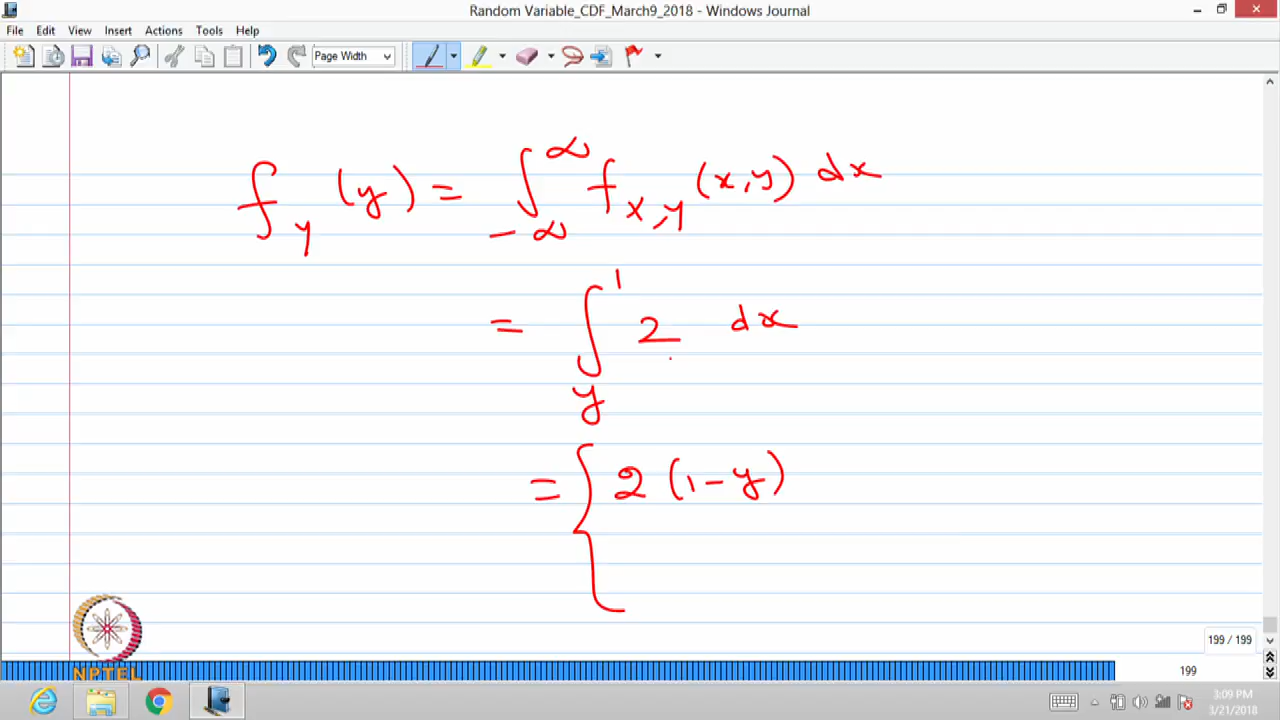 Random Variable_CDF_March9_2018 - Windows Journal
File Edit View Insert Actions Tools Help
Page Width
f_Y (y) = ∫_{-∞}^{∞} f_{X,Y} (x,y) dx
= ∫_y^1 2 dx
= { 2 (1-y)
199 / 199
NPTEL
199
3:09 PM
3/21/2018